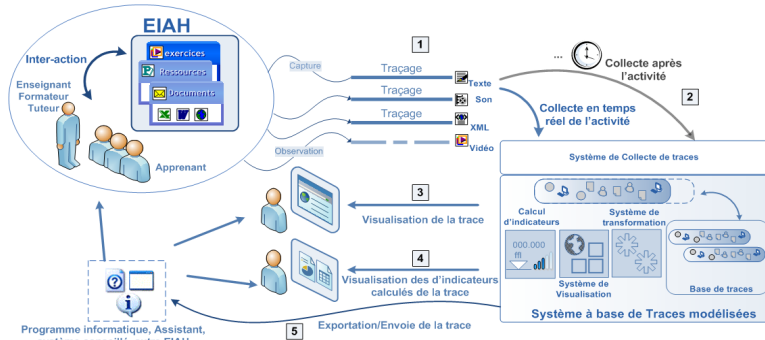 EIAH
Inter-action
exercices
Ressources
Documents
Enseignant
Formateur
Tuteur
Apprenant
Capture
Observation
1
Traçage
Texte
Traçage
Son
Traçage
XML
Vidéo
...
Collecte après
l'activité
2
Collecte en temps
réel de l'activité
Système de Collecte de traces
Calcul
d'indicateurs
Système de
transformation
000.000
ffl
Système de
Visualisation
Base de traces
Système à base de Traces modélisées
3
Visualisation de la trace
4
Visualisation des d'indicateurs
calculés de la trace
5
Exportation/Envoie de la trace
Programme informatique, Assistant,